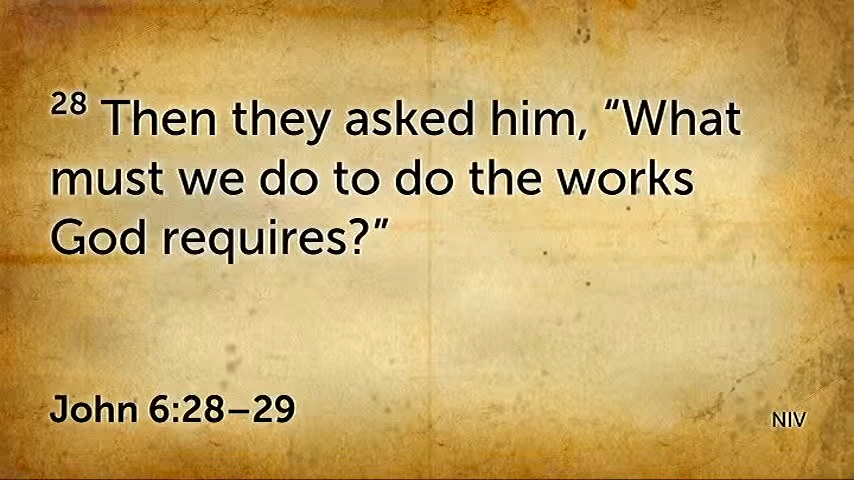 28 Then they asked him, “What
must we do to do the works
God requires?”
John 6:28–29
NIV